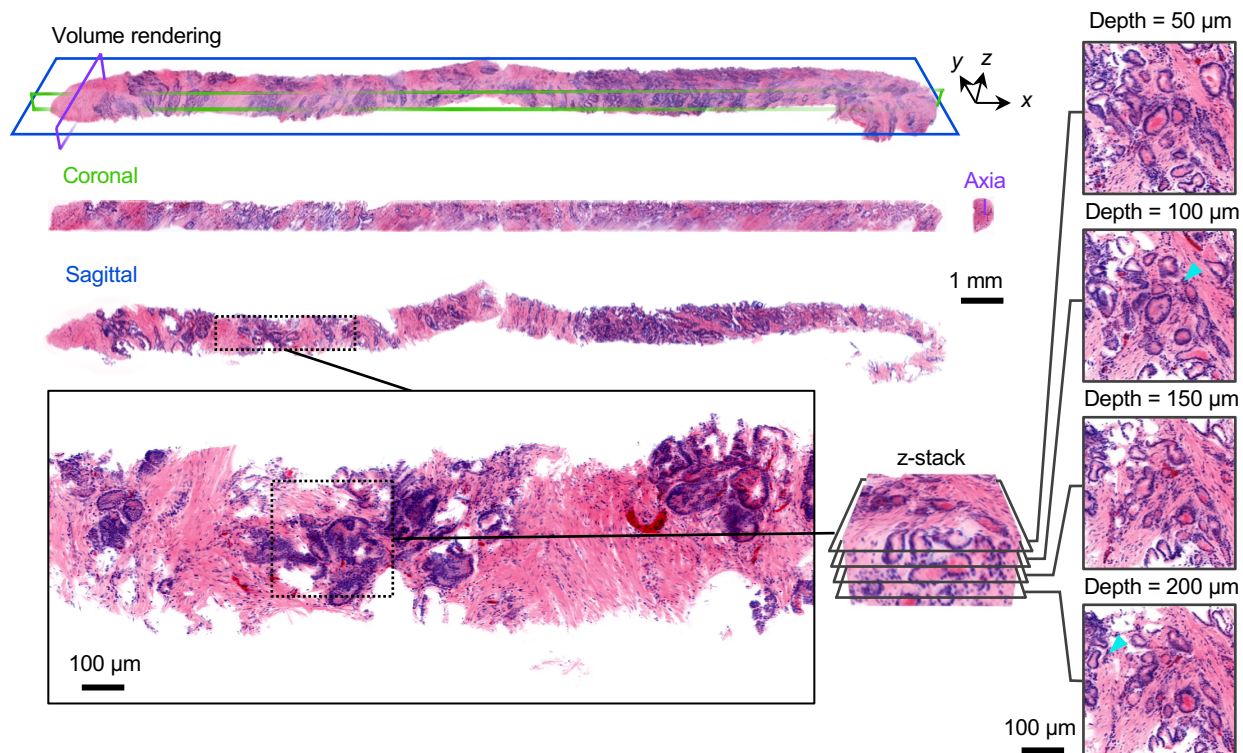 Volume rendering
y
z
x
Coronal
Axia
Sagittal
1 mm
100 µm
z-stack
Depth = 50 µm
Depth = 100 µm
Depth = 150 µm
Depth = 200 µm
100 µm